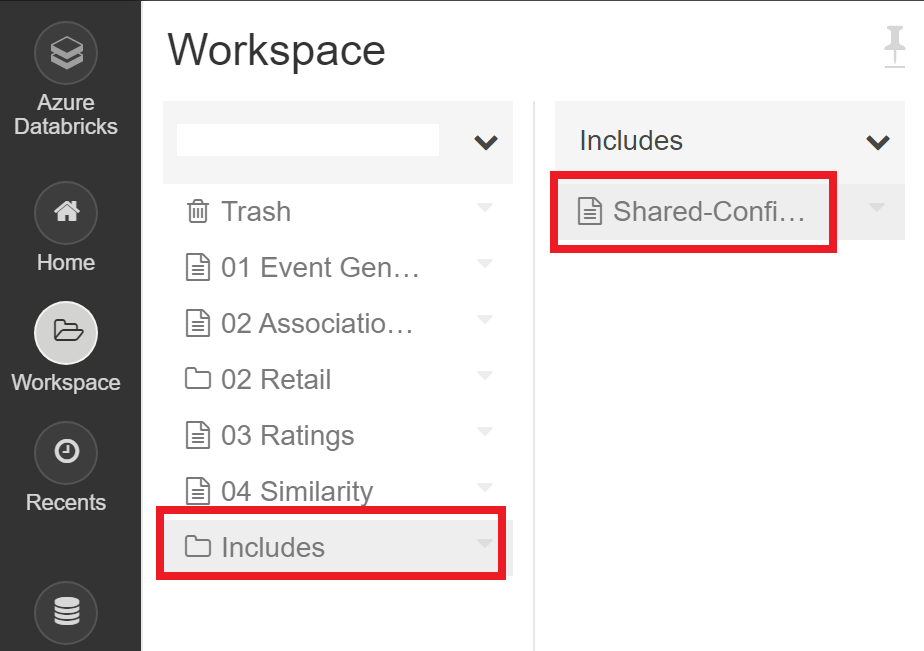 Azure
Databricks
Home
Workspace
Recents
Workspace
Trash
01 Event Gen…
02 Associatio…
02 Retail
03 Ratings
04 Similarity
Includes
Includes
Shared-Confi…